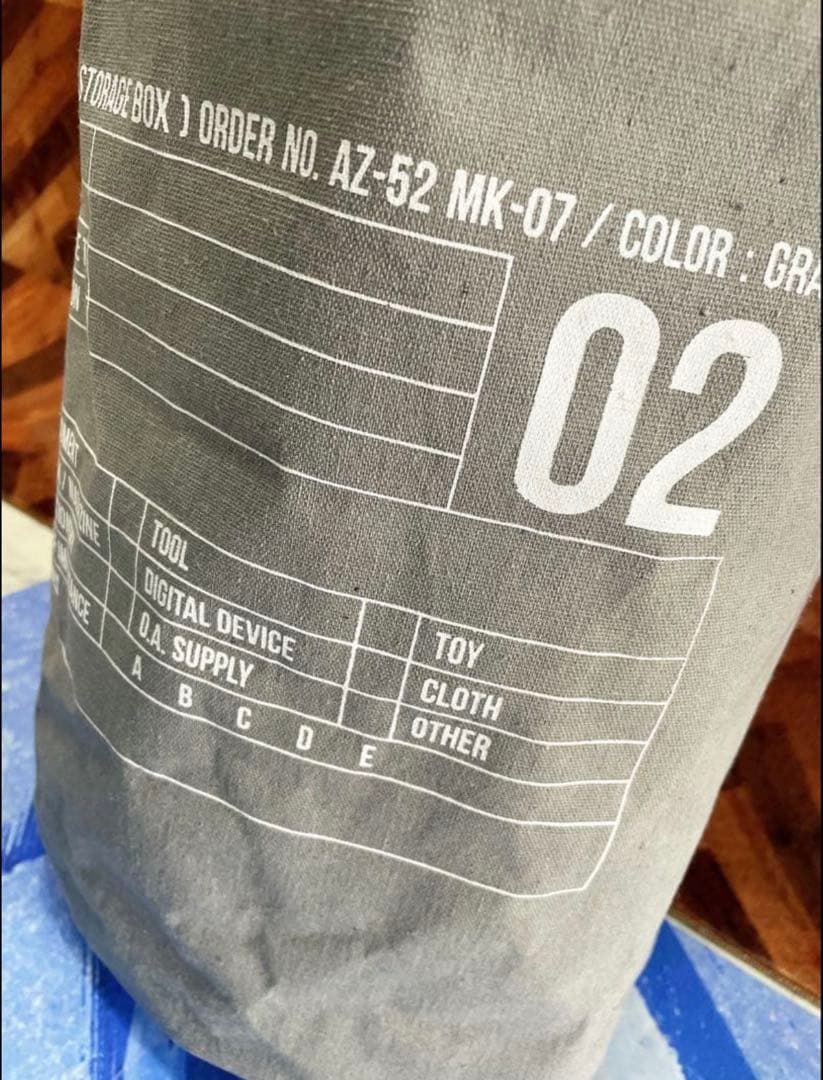 STORAGE BOX ) ORDER NO. AZ-52 MK-07 / COLOR : GRA
02
TOOL
DIGITAL DEVICE
O.A. SUPPLY
TOY
CLOTH
OTHER
A B C D E